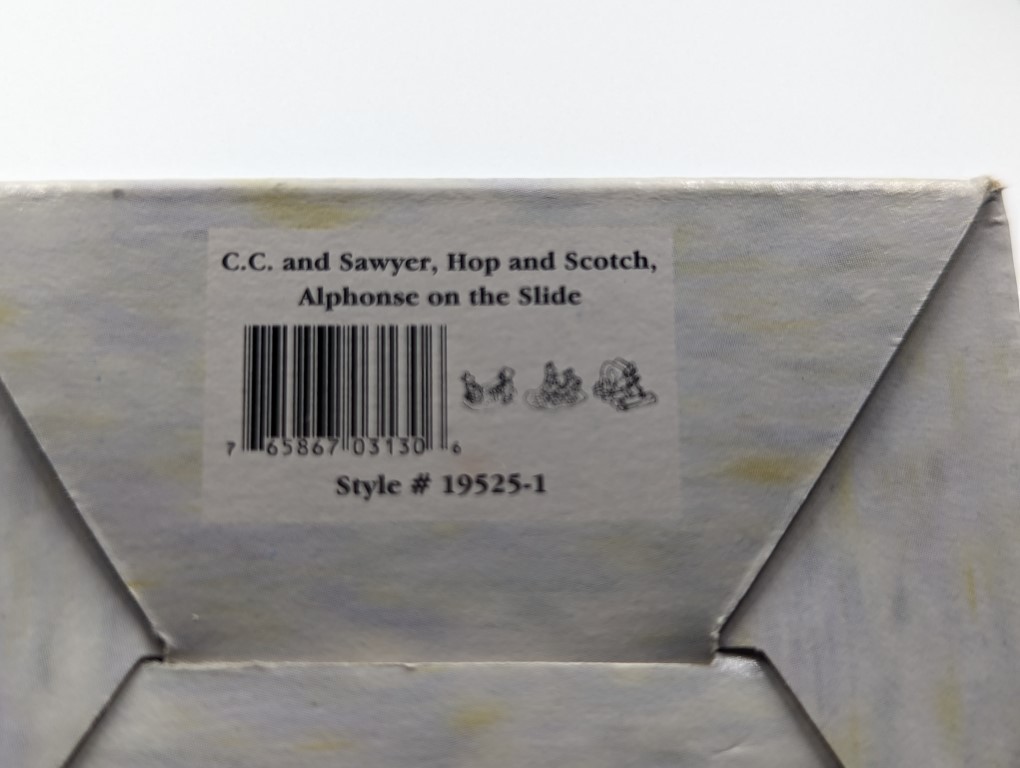 C.C. and Sawyer, Hop and Scotch,
Alphonse on the Slide
7 65867 03130 6
Style # 19525-1